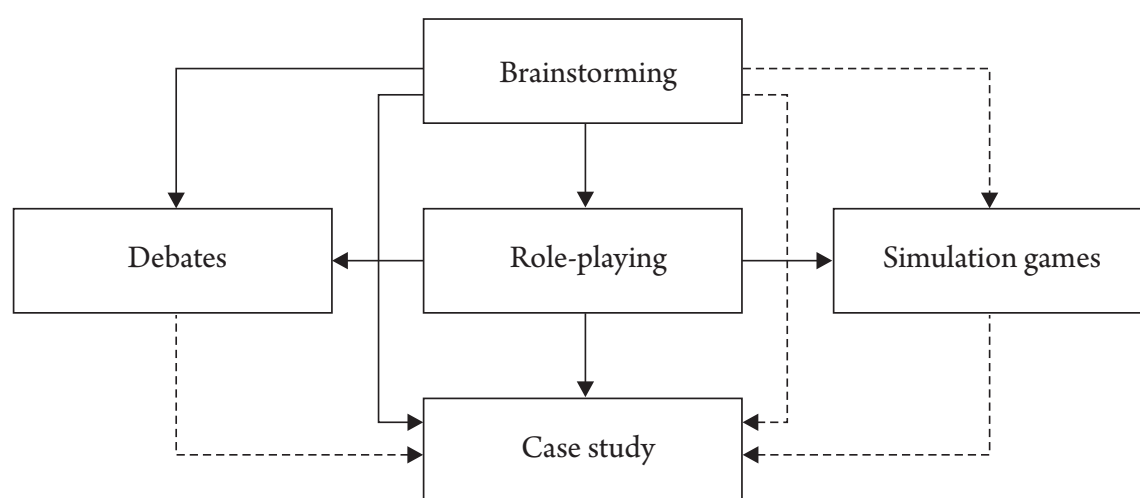 Brainstorming
Debates
Role-playing
Simulation games
Case study